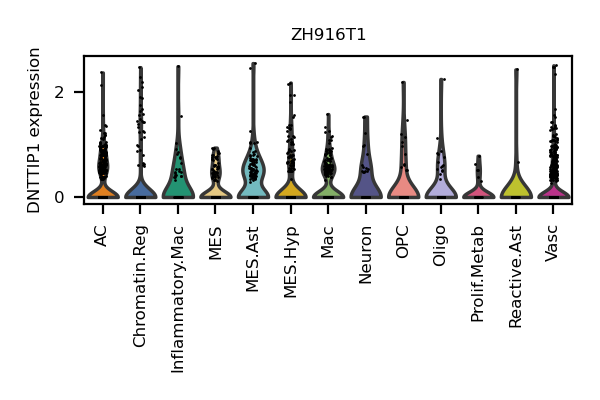 ZH916T1
DNTTIP1 expression
2
0
AC
Chromatin.Reg
Inflammatory.Mac
MES
MES.Ast
MES.Hyp
Mac
Neuron
OPC
Oligo
Prolif.Metab
Reactive.Ast
Vasc